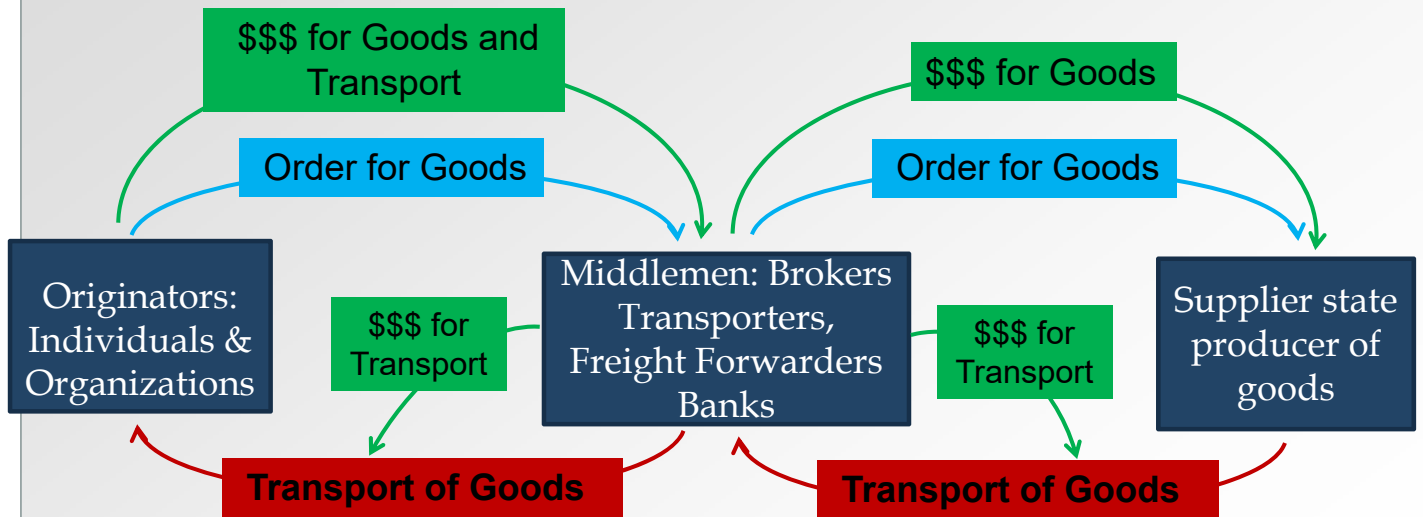 $$$ for Goods and
Transport
$$$ for Goods
Order for Goods
Order for Goods
Originators:
Individuals &
Organizations
$$$ for
Transport
Middlemen: Brokers
Transporters,
Freight Forwarders
Banks
$$$ for
Transport
Supplier state
producer of
goods
Transport of Goods
Transport of Goods